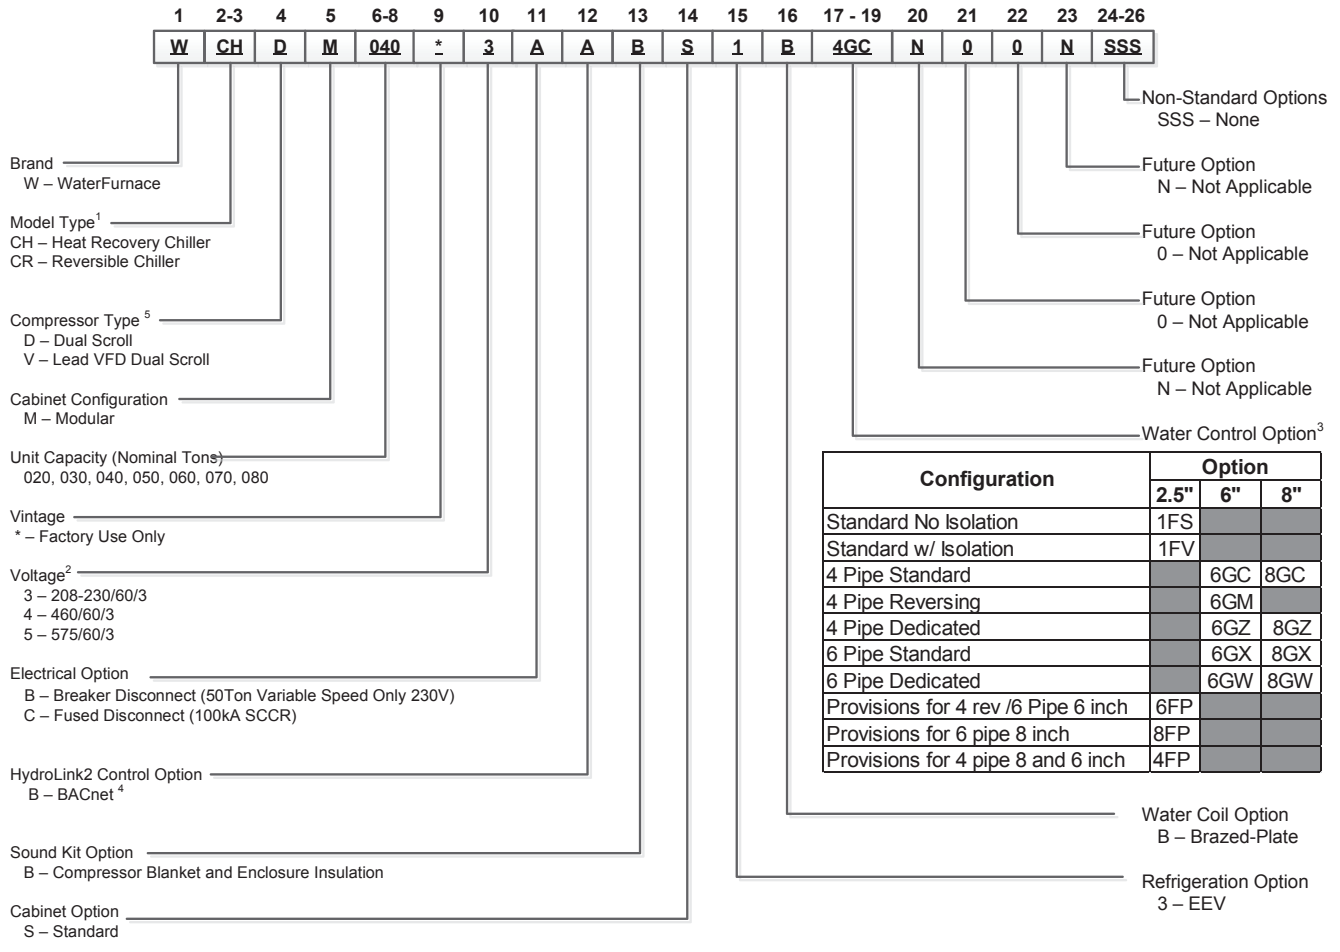 1 2-3 4 5 6-8 9 10 11 12 13 14 15 16 17 - 19 20 21 22 23 24-26
W CH D M 040 * 3 A A B S 1 B 4GC N 0 0 N SSS
Brand
W – WaterFurnace
Model Type1
CH – Heat Recovery Chiller
CR – Reversible Chiller
Compressor Type 5
D – Dual Scroll
V – Lead VFD Dual Scroll
Cabinet Configuration
M – Modular
Unit Capacity (Nominal Tons)
020, 030, 040, 050, 060, 070, 080
Vintage
* – Factory Use Only
Voltage2
3 – 208-230/60/3
4 – 460/60/3
5 – 575/60/3
Electrical Option
B – Breaker Disconnect (50Ton Variable Speed Only 230V)
C – Fused Disconnect (100kA SCCR)
HydroLink2 Control Option
B – BACnet 4
Sound Kit Option
B – Compressor Blanket and Enclosure Insulation
Cabinet Option
S – Standard
Non-Standard Options
SSS – None
Future Option
N – Not Applicable
Future Option
0 – Not Applicable
Future Option
0 – Not Applicable
Future Option
N – Not Applicable
Water Control Option3
Configuration Option
2.5" 6" 8"
Standard No Isolation 1FS
Standard w/ Isolation 1FV
4 Pipe Standard 6GC 8GC
4 Pipe Reversing 6GM
4 Pipe Dedicated 6GZ 8GZ
6 Pipe Standard 6GX 8GX
6 Pipe Dedicated 6GW 8GW
Provisions for 4 rev /6 Pipe 6 inch 6FP
Provisions for 6 pipe 8 inch 8FP
Provisions for 4 pipe 8 and 6 inch 4FP
Water Coil Option
B – Brazed-Plate
Refrigeration Option
3 – EEV